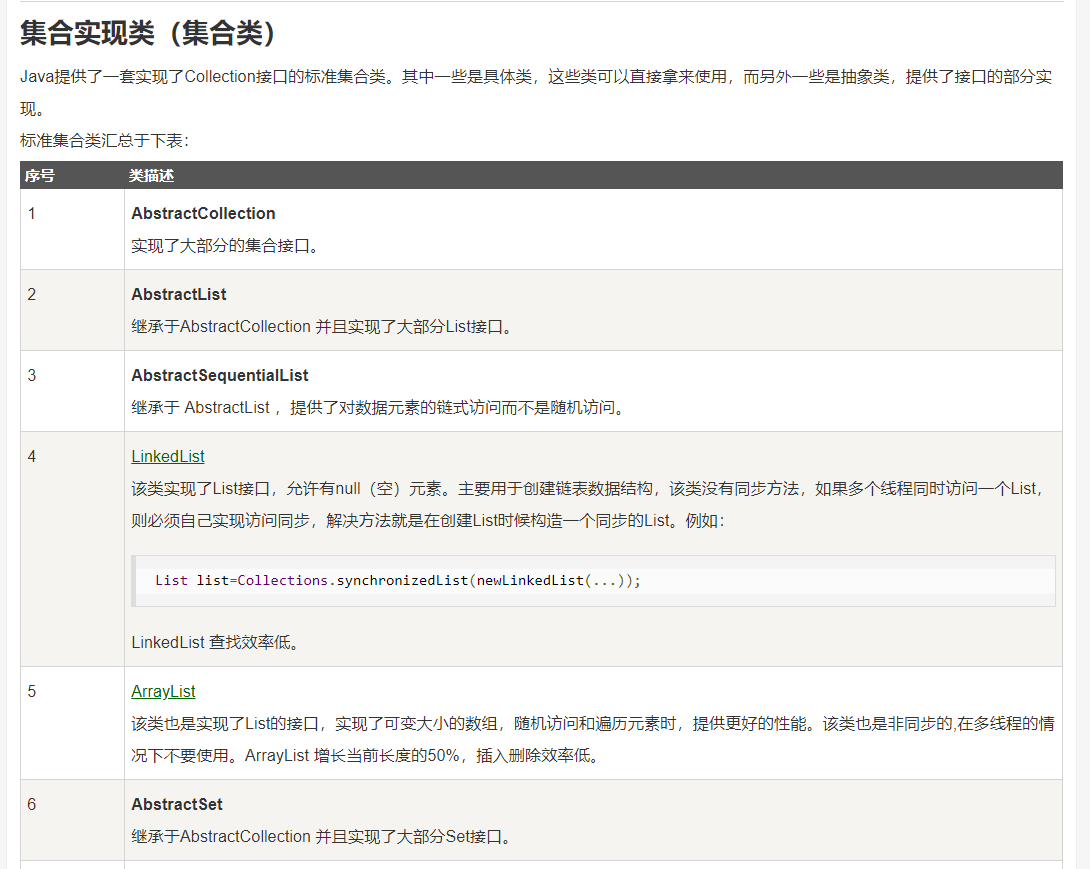 集合实现类（集合类）
Java提供了一套实现了Collection接口的标准集合类。其中一些是具体类，这些类可以直接拿来使用，而另外一些是抽象类，提供了接口的部分实
现。
标准集合类汇总于下表：
序号 类描述
1 AbstractCollection
实现了大部分的集合接口。
2 AbstractList
继承于AbstractCollection 并且实现了大部分List接口。
3 AbstractSequentialList
继承于 AbstractList ，提供了对数据元素的链式访问而不是随机访问。
4 LinkedList
该类实现了List接口，允许有null（空）元素。主要用于创建链表数据结构，该类没有同步方法，如果多个线程同时访问一个List，
则必须自己实现访问同步，解决方法就是在创建List时候构造一个同步的List。例如：
List list=Collections.synchronizedList(newLinkedList(...));
LinkedList 查找效率低。
5 ArrayList
该类也是实现了List的接口，实现了可变大小的数组，随机访问和遍历元素时，提供更好的性能。该类也是非同步的,在多线程的情
况下不要使用。ArrayList 增长当前长度的50%，插入删除效率低。
6 AbstractSet
继承于AbstractCollection 并且实现了大部分Set接口。